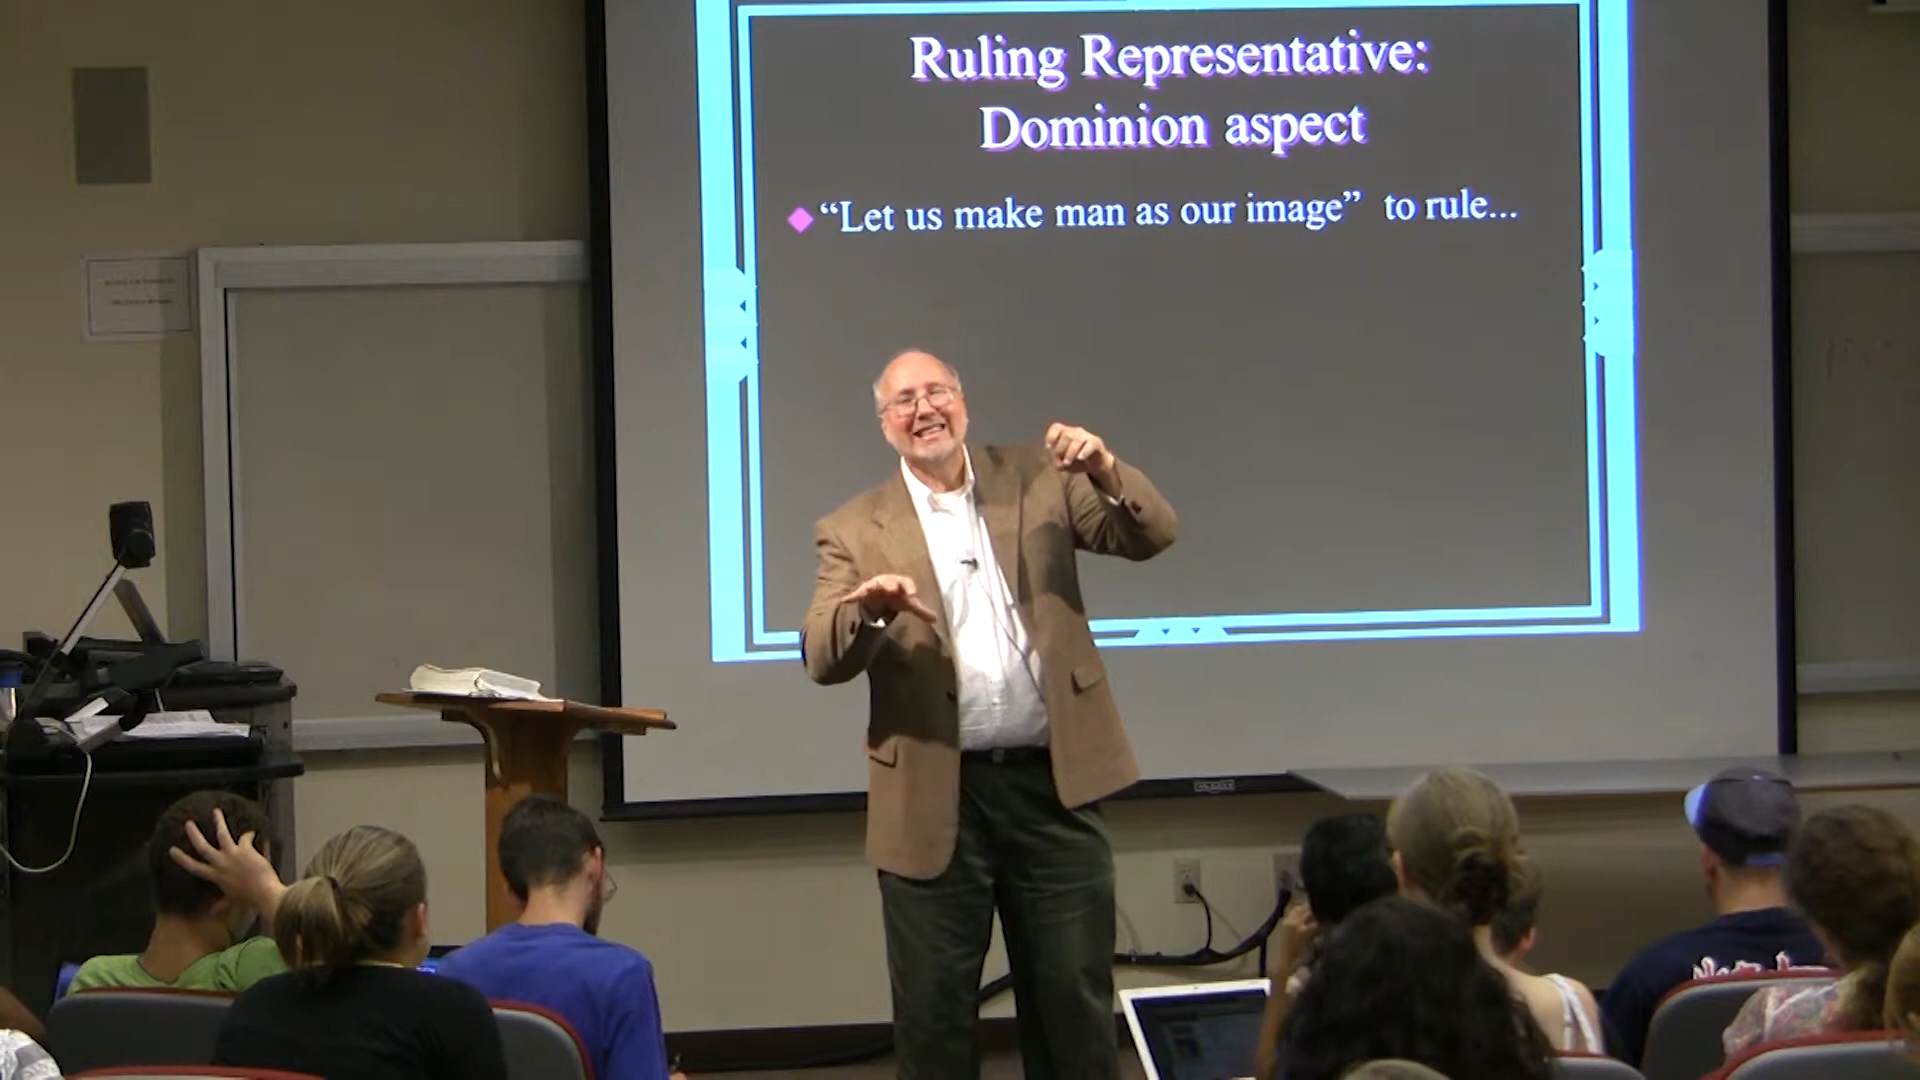 Ruling Representative:
Dominion aspect
“Let us make man as our image” to rule...